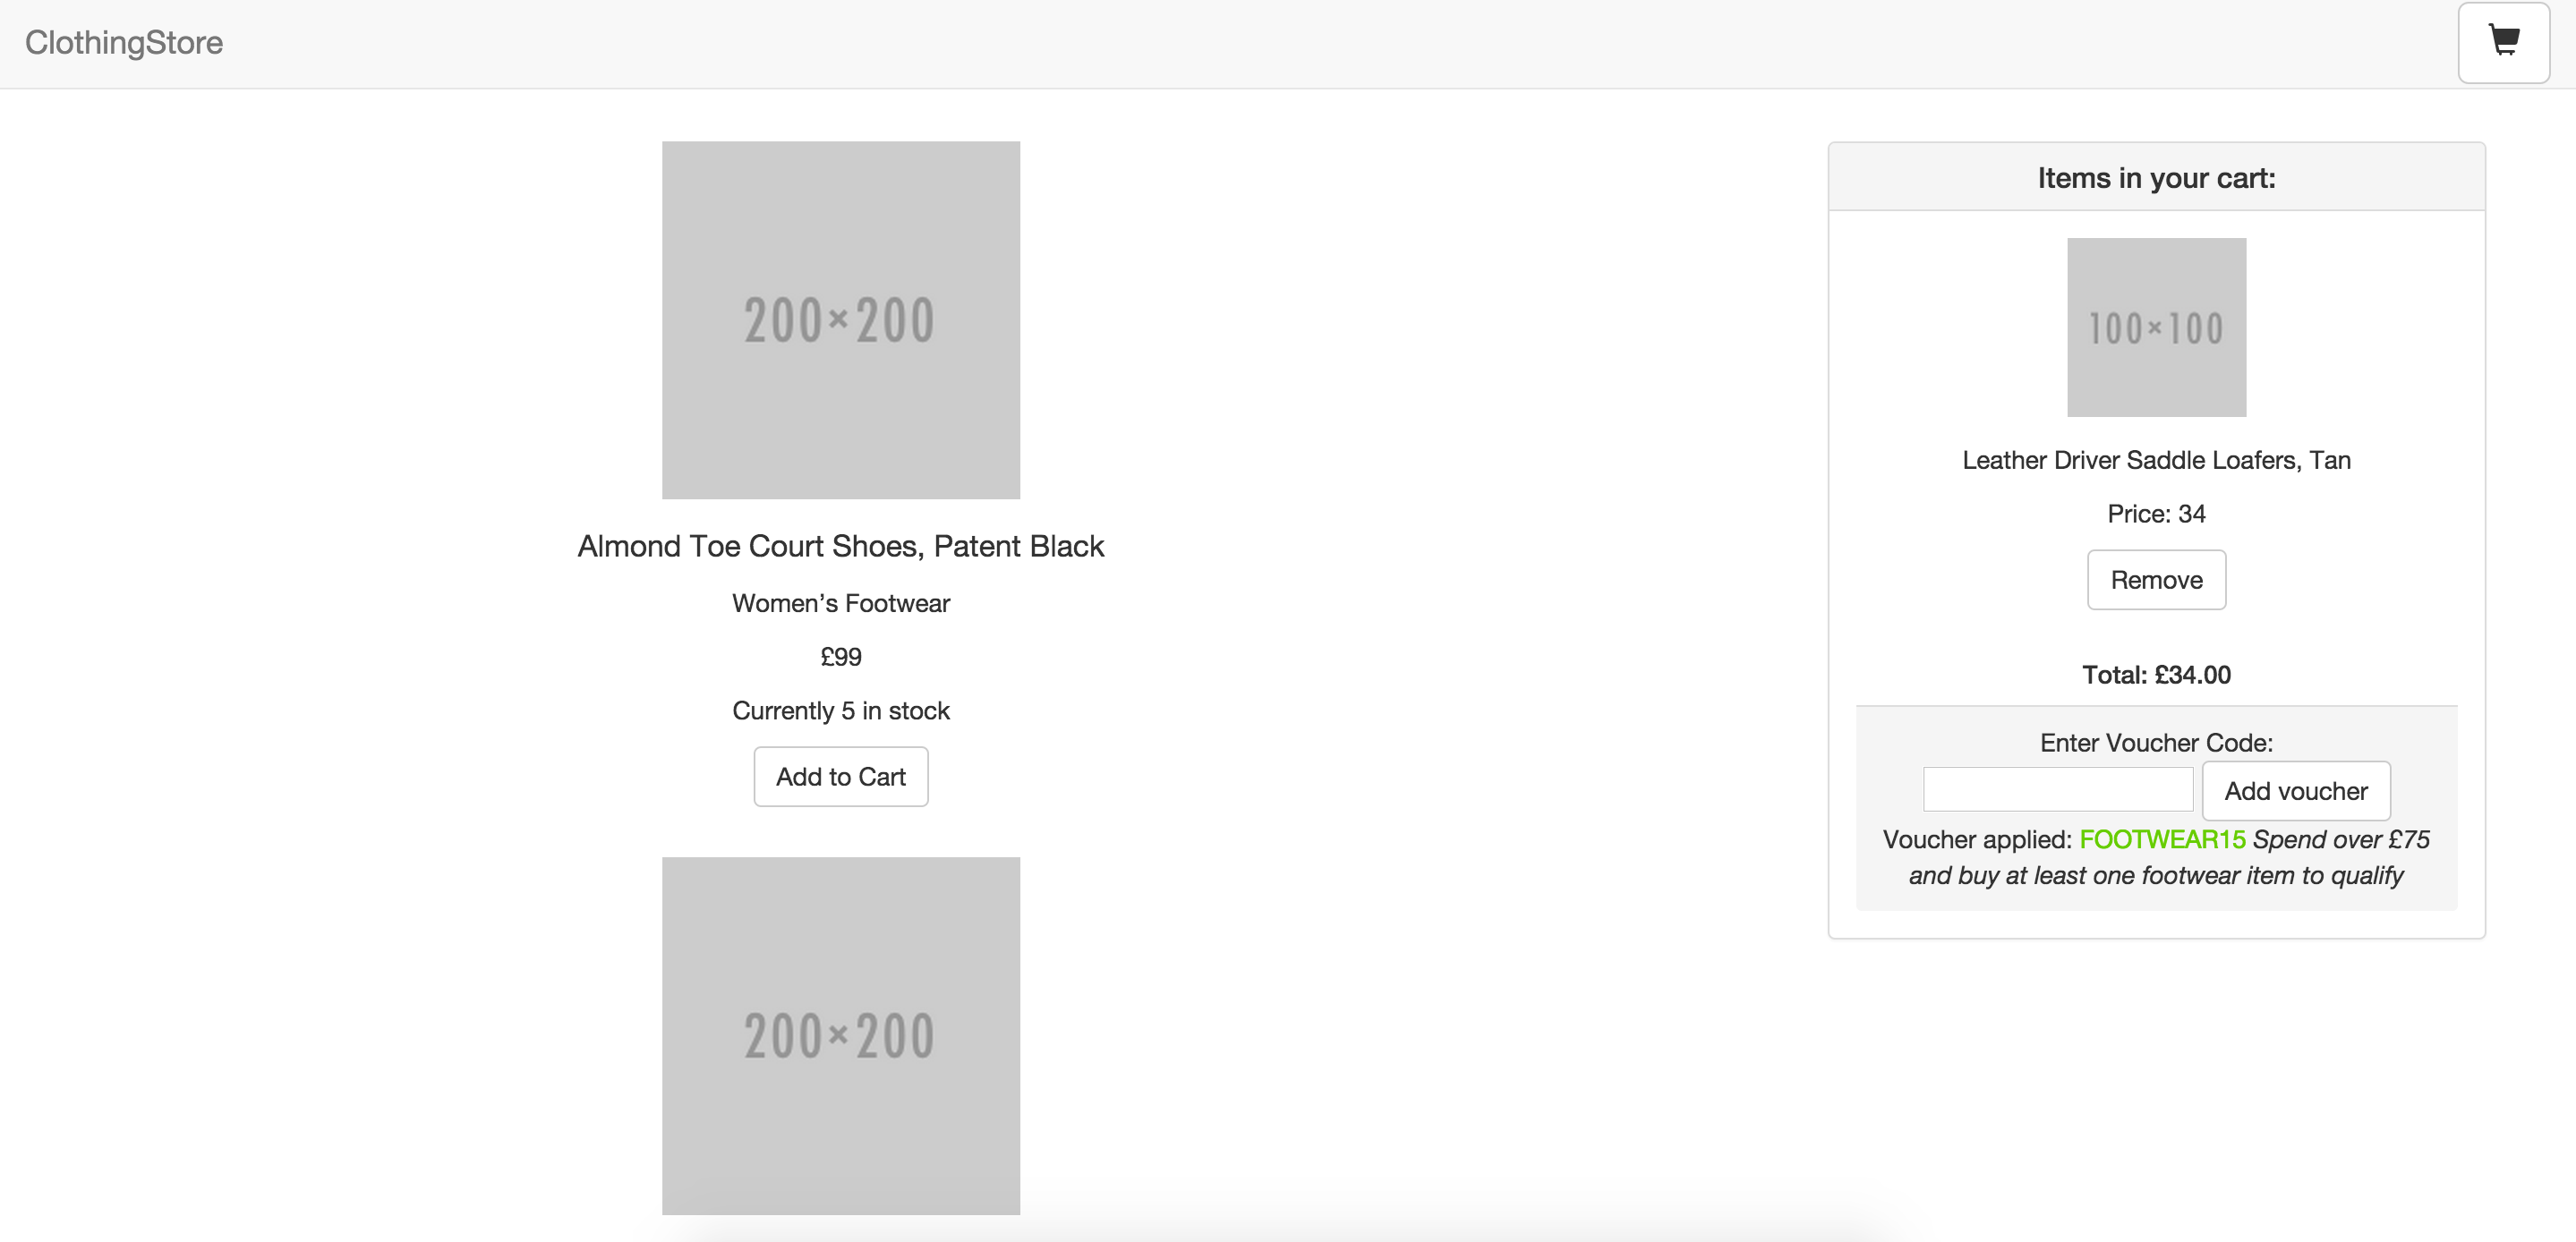 ClothingStore
200×200
Almond Toe Court Shoes, Patent Black
Women’s Footwear
£99
Currently 5 in stock
Add to Cart
200×200
Items in your cart:
100×100
Leather Driver Saddle Loafers, Tan
Price: 34
Remove
Total: £34.00
Enter Voucher Code:
Add voucher
Voucher applied: FOOTWEAR15 Spend over £75
and buy at least one footwear item to qualify